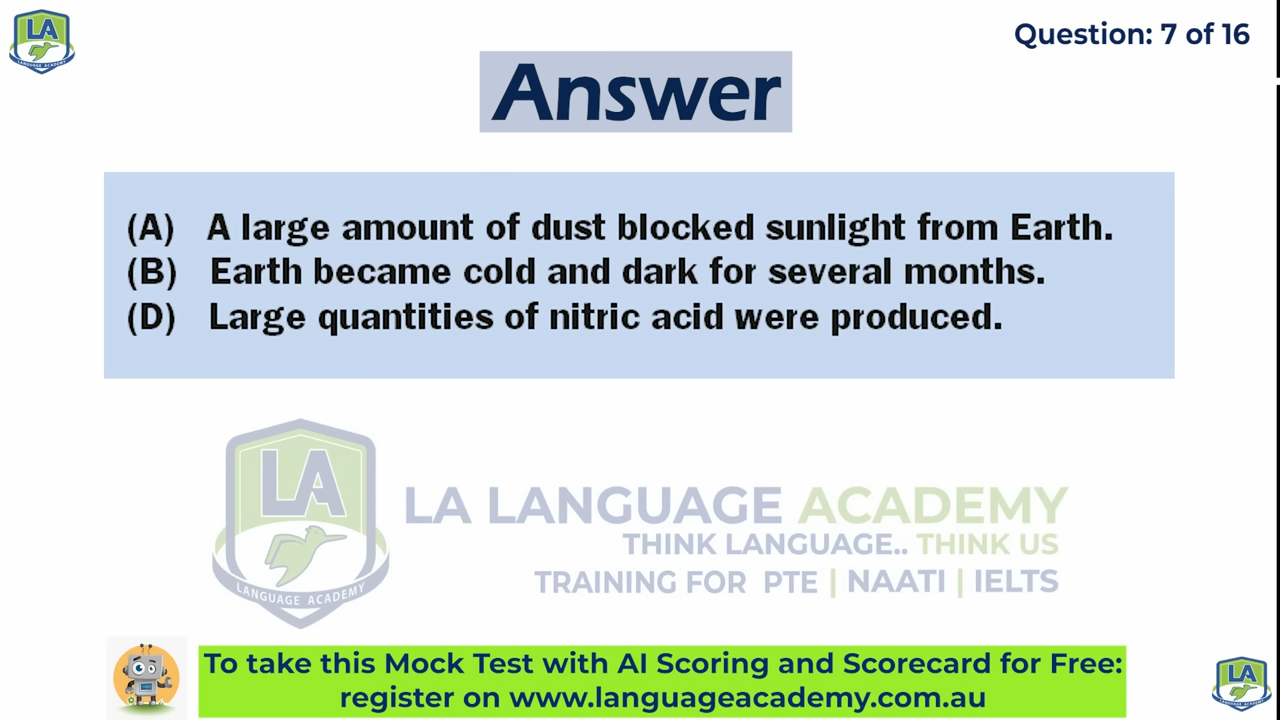 LA
LANGUAGE ACADEMY
Question: 7 of 16
Answer
(A) A large amount of dust blocked sunlight from Earth.
(B) Earth became cold and dark for several months.
(D) Large quantities of nitric acid were produced.
LA
LANGUAGE ACADEMY
LA LANGUAGE ACADEMY
THINK LANGUAGE.. THINK US
TRAINING FOR PTE | NAATI | IELTS
To take this Mock Test with AI Scoring and Scorecard for Free:
register on www.languageacademy.com.au
LA
LANGUAGE ACADEMY